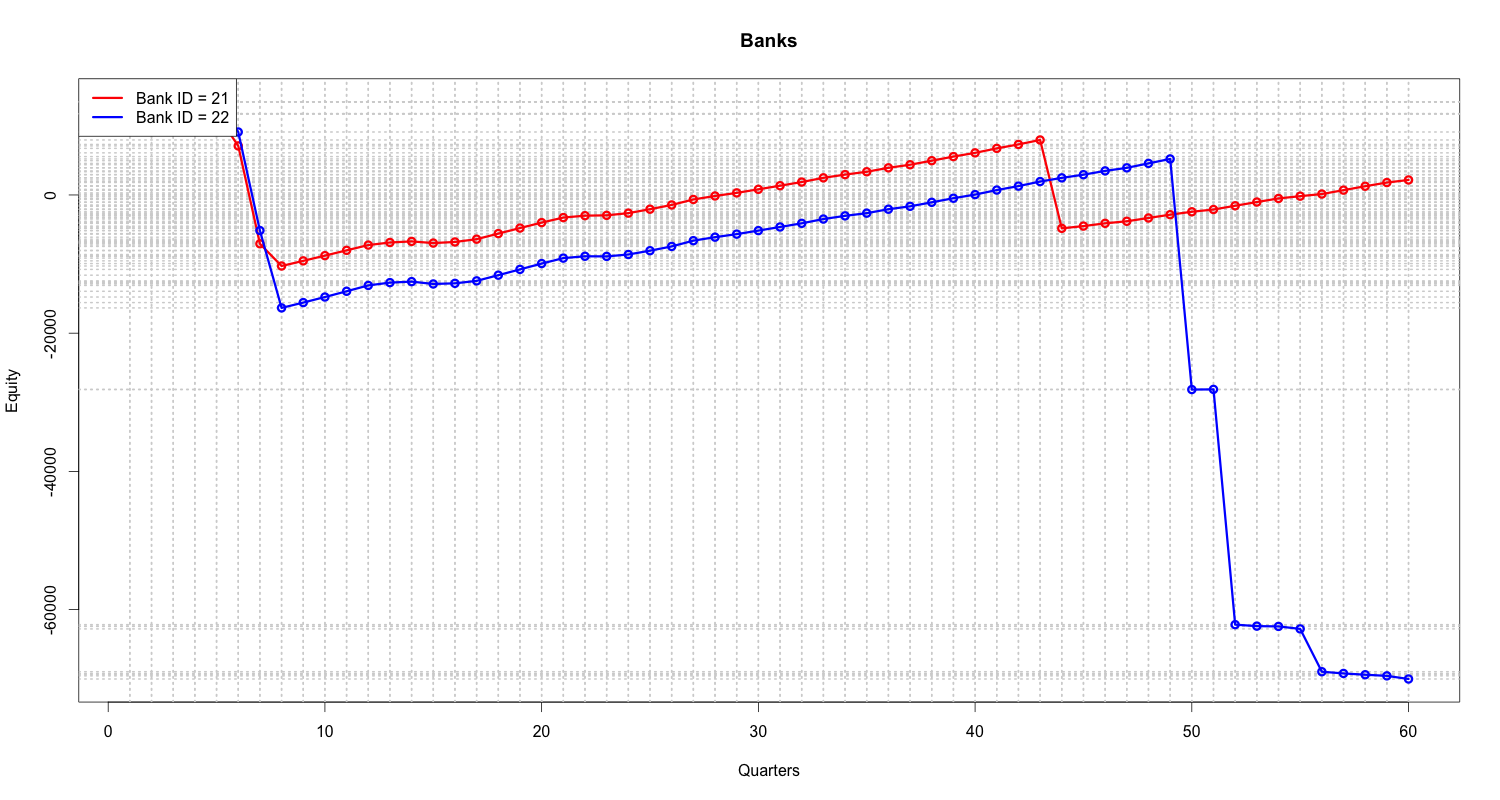 Banks
Bank ID = 21
Bank ID = 22
Equity
0
-20000
-40000
-60000
0 10 20 30 40 50 60
Quarters